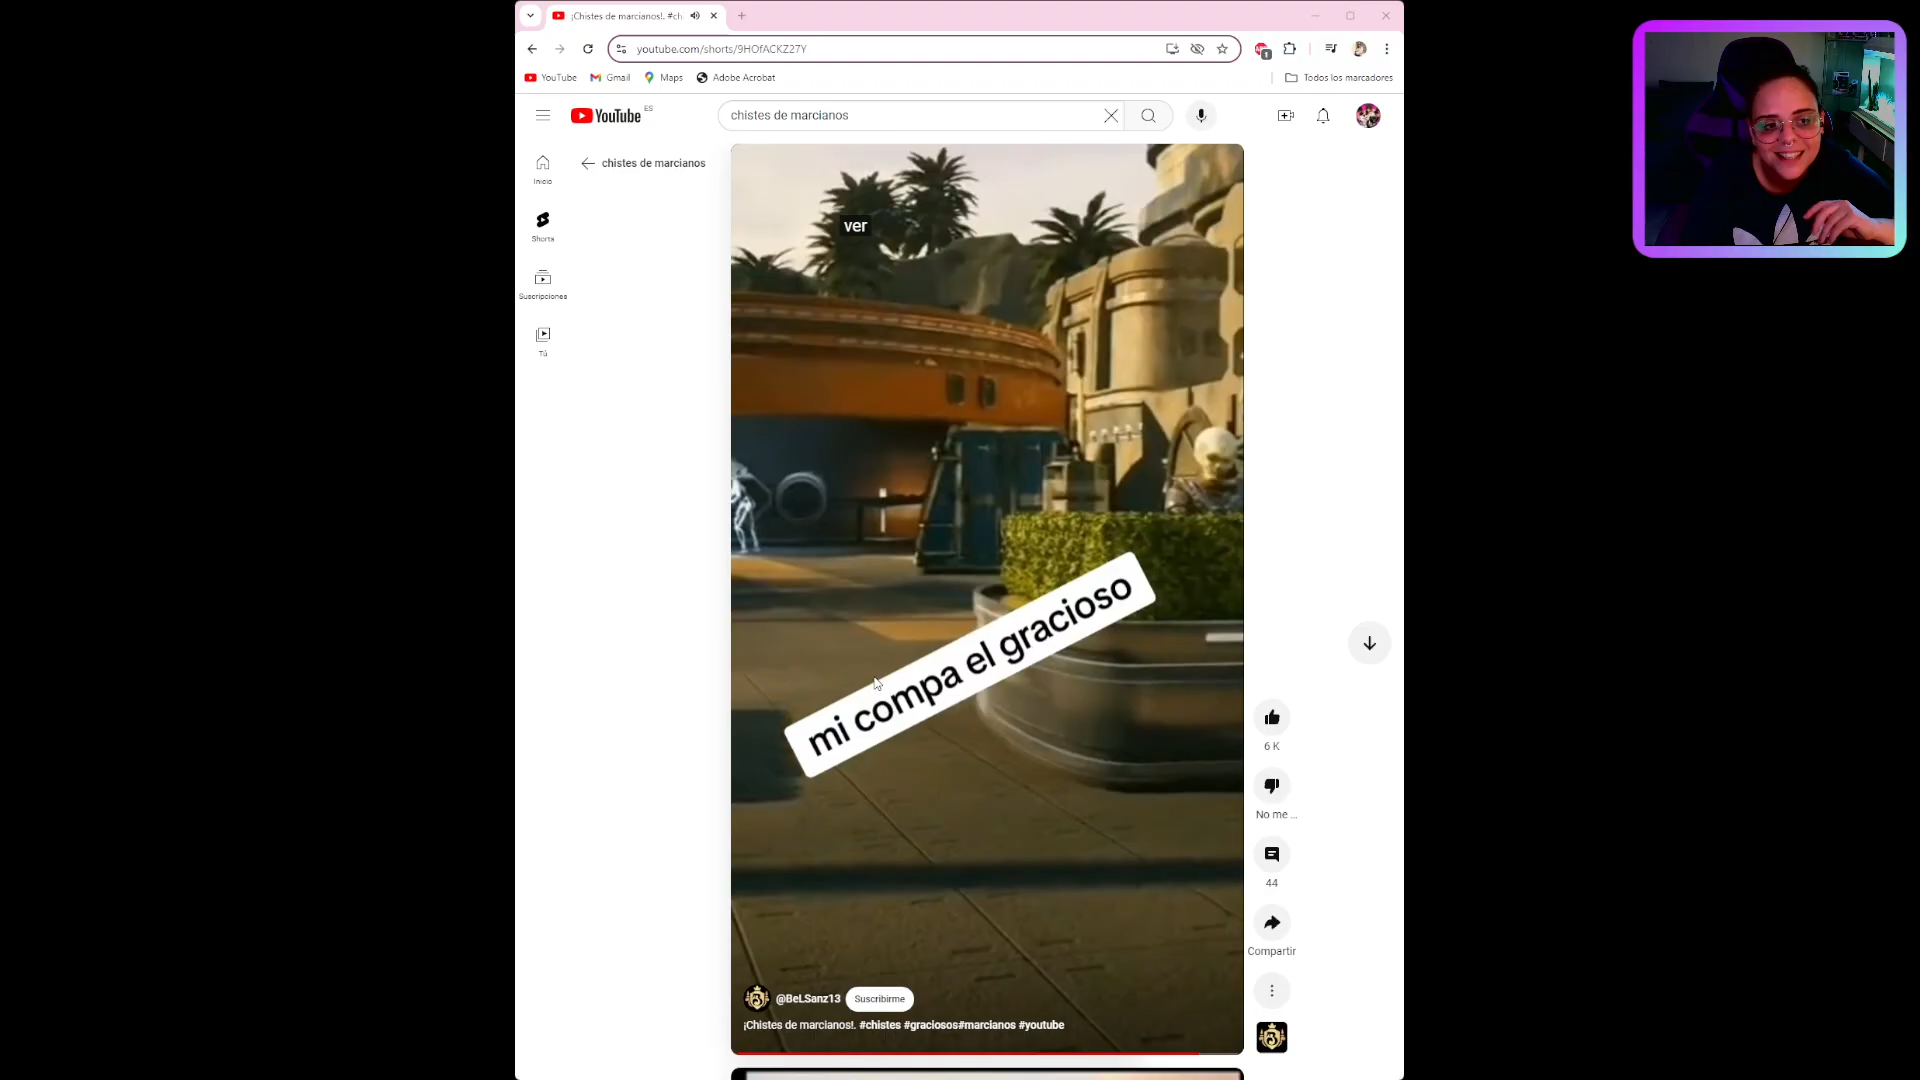 ¡Chistes de marcianos!. #ch
youtube.com/shorts/9HOfACKZ27Y
1
YouTube
Gmail
Maps
Adobe Acrobat
Todos los marcadores
YouTube ES
chistes de marcianos
chistes de marcianos
Inicio
Shorts
Suscripciones
Tú
ver
mi compa el gracioso
6 K
No me ...
44
Compartir
@BeLSanz13
Suscribirme
¡Chistes de marcianos!. #chistes #graciosos#marcianos #youtube